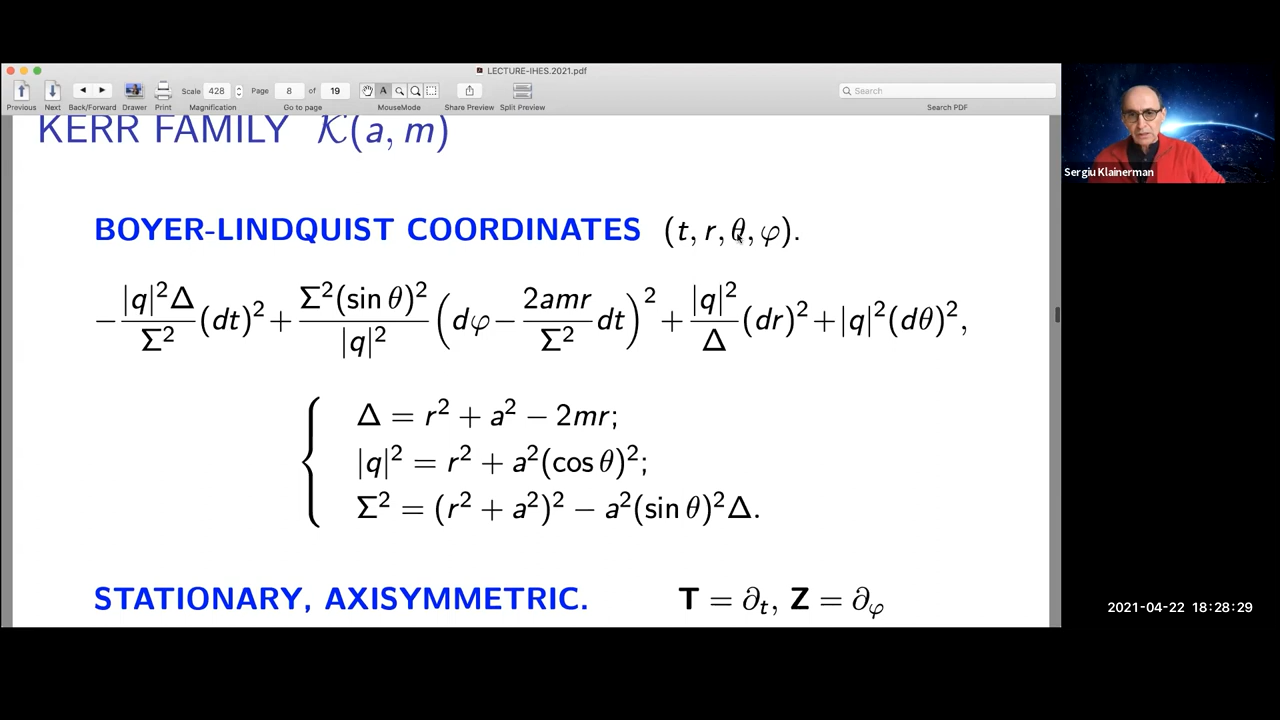 LECTURE-IHES.2021.pdf
Previous Next Back/Forward Drawer Print Scale 428 Magnification Page 8 of 19 Go to page MouseMode Share Preview Split Preview Search Search PDF
KERR FAMILY 𝒦(a, m)
Sergiu Klainerman
BOYER-LINDQUIST COORDINATES (t, r, θ, φ).
−|q|²Δ/Σ² (dt)² + Σ²(sin θ)²/|q|² (dφ − 2amr/Σ² dt)² + |q|²/Δ (dr)² + |q|²(dθ)²,
Δ = r² + a² − 2mr;
|q|² = r² + a²(cos θ)²;
Σ² = (r² + a²)² − a²(sin θ)²Δ.
STATIONARY, AXISYMMETRIC. T = ∂ₜ, Z = ∂ᵩ
2021-04-22 18:28:29